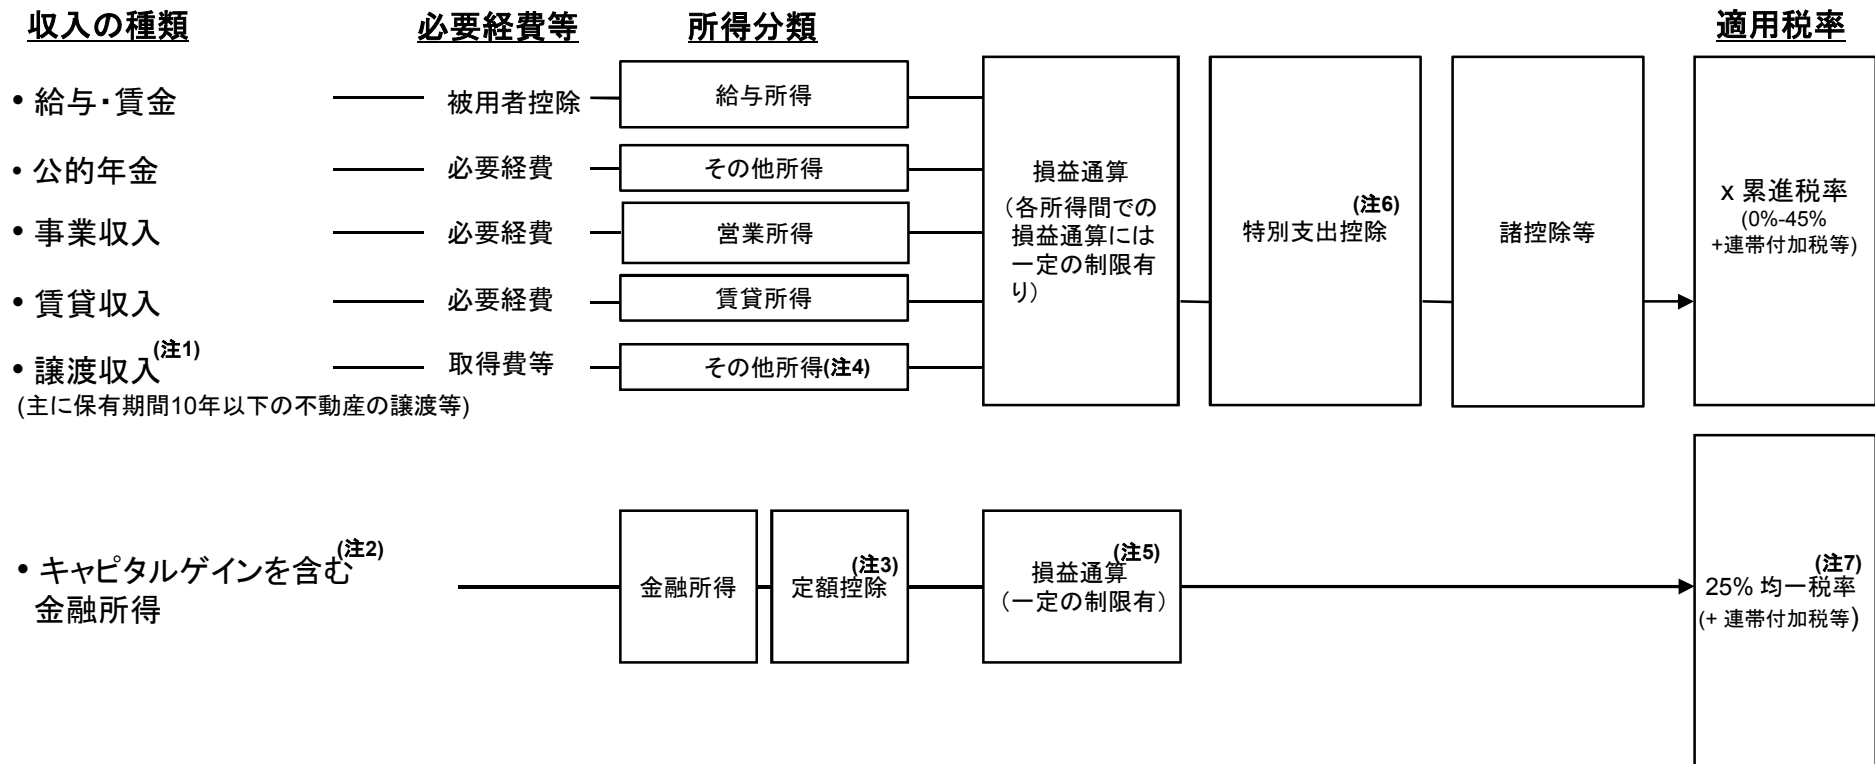 収入の種類 必要経費等 所得分類 適用税率
• 給与・賃金 被用者控除 給与所得
• 公的年金 必要経費 その他所得
• 事業収入 必要経費 営業所得
• 賃貸収入 必要経費 賃貸所得
• 譲渡収入(注1) 取得費等 その他所得(注4)
(主に保有期間10年以下の不動産の譲渡等)
損益通算
（各所得間での
損益通算には
一定の制限有
り）
(注6)
特別支出控除
諸控除等
x 累進税率
(0%-45%
+連帯付加税等)
• キャピタルゲインを含む(注2)
金融所得
金融所得
(注3)
定額控除
(注5)
損益通算
（一定の制限有）
(注7)
25% 均一税率
(+ 連帯付加税等)